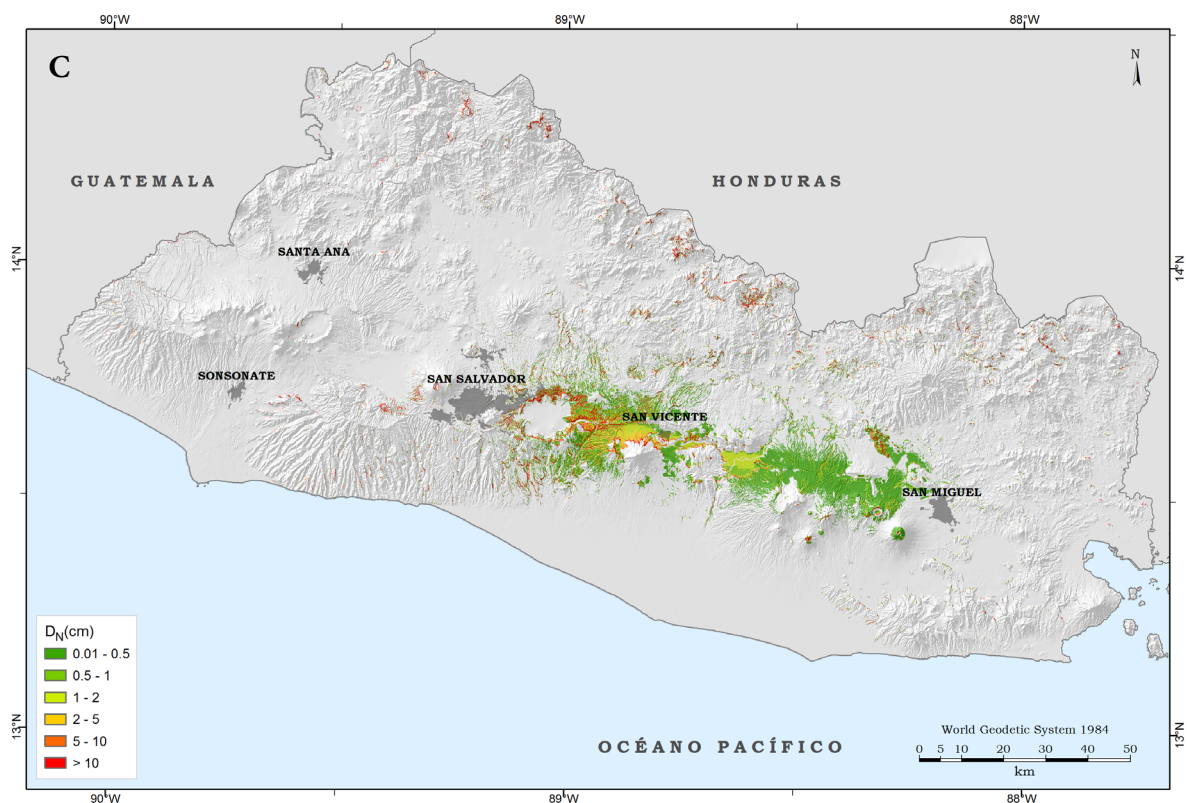 90°W
89°W
88°W
C
N
GUATEMALA
HONDURAS
SANTA ANA
14°N
14°N
SONSONATE
SAN SALVADOR
SAN VICENTE
SAN MIGUEL
D_N(cm)
0.01 - 0.5
0.5 - 1
1 - 2
2 - 5
5 - 10
> 10
13°N
13°N
OCÉANO PACÍFICO
World Geodetic System 1984
0 5 10 20 30 40 50
km
90°W
89°W
88°W